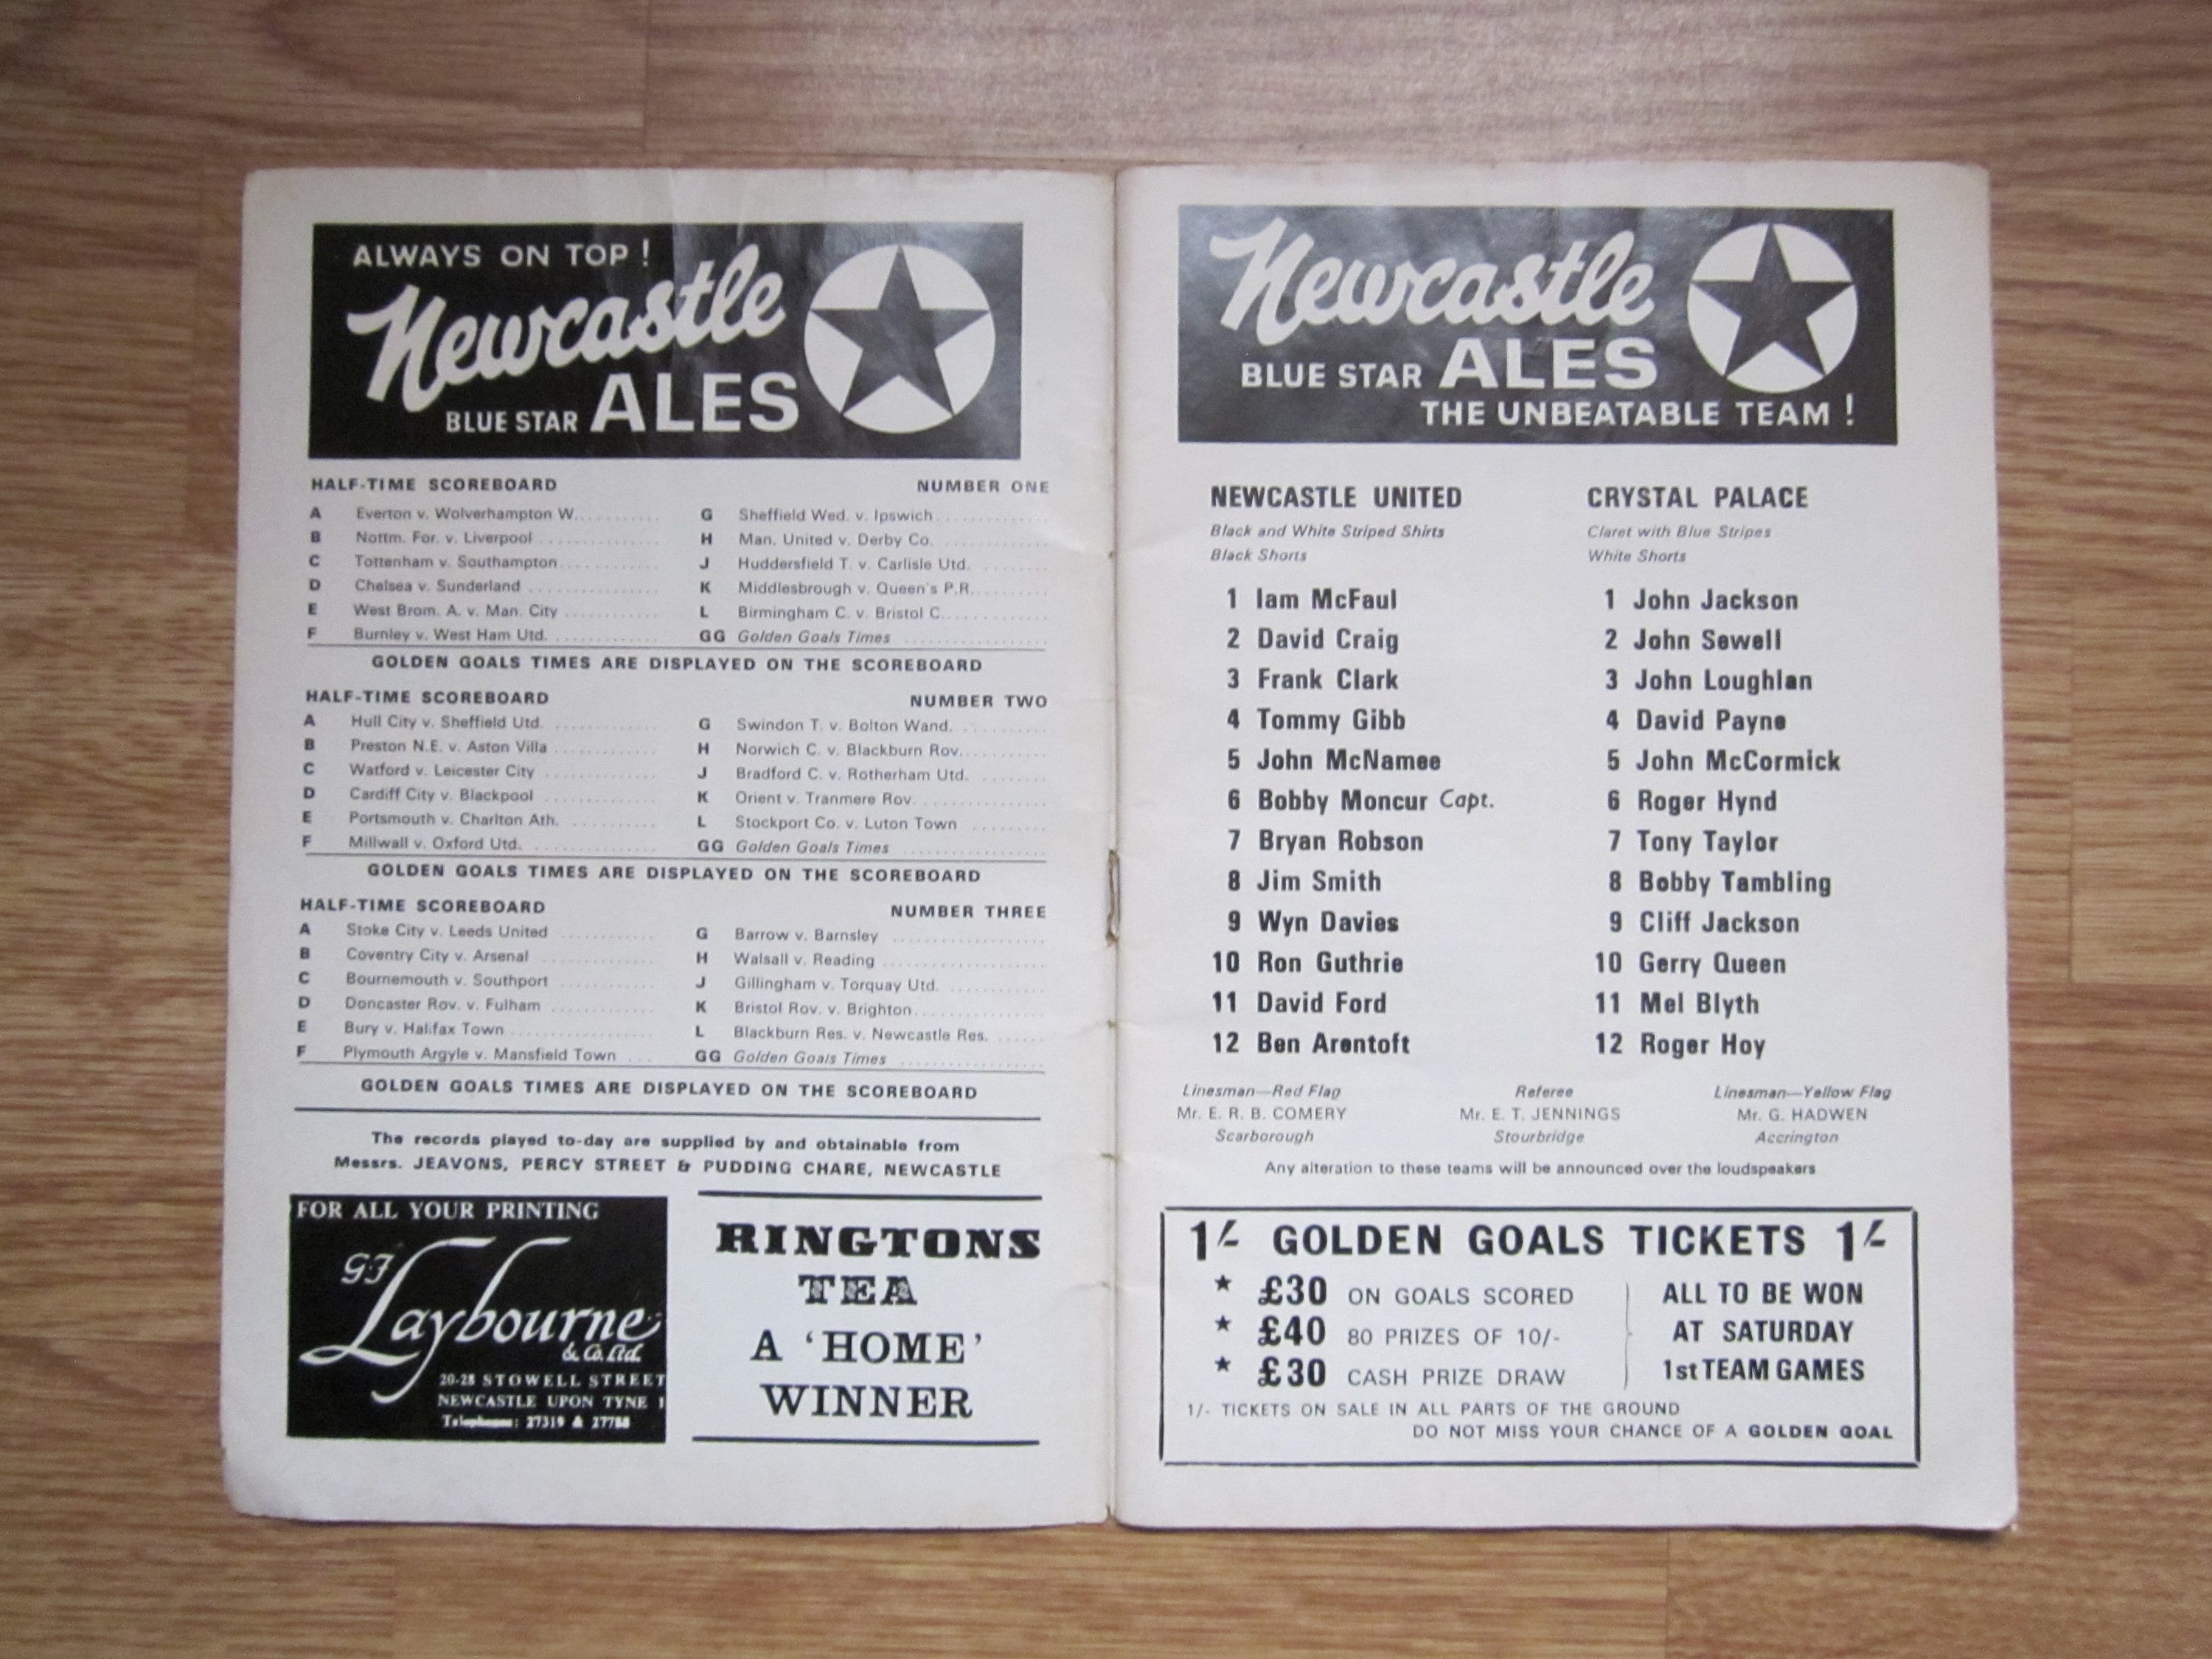 ALWAYS ON TOP !
Newcastle
BLUE STAR ALES
HALF-TIME SCOREBOARD NUMBER ONE
A Everton v. Wolverhampton W. G Sheffield Wed. v. Ipswich
B Nottm. For. v. Liverpool H Man. United v. Derby Co.
C Tottenham v. Southampton J Huddersfield T. v. Carlisle Utd.
D Chelsea v. Sunderland K Middlesbrough v. Queen's P.R.
E West Brom. A. v. Man. City L Birmingham C. v. Bristol C.
F Burnley v. West Ham Utd. GG Golden Goals Times
GOLDEN GOALS TIMES ARE DISPLAYED ON THE SCOREBOARD
HALF-TIME SCOREBOARD NUMBER TWO
A Hull City v. Sheffield Utd. G Swindon T. v. Bolton Wand.
B Preston N.E. v. Aston Villa H Norwich C. v. Blackburn Rov.
C Watford v. Leicester City J Bradford C. v. Rotherham Utd.
D Cardiff City v. Blackpool K Orient v. Tranmere Rov.
E Portsmouth v. Charlton Ath. L Stockport Co. v. Luton Town
F Millwall v. Oxford Utd. GG Golden Goals Times
GOLDEN GOALS TIMES ARE DISPLAYED ON THE SCOREBOARD
HALF-TIME SCOREBOARD NUMBER THREE
A Stoke City v. Leeds United G Barrow v. Barnsley
B Coventry City v. Arsenal H Walsall v. Reading
C Bournemouth v. Southport J Gillingham v. Torquay Utd.
D Doncaster Rov. v. Fulham K Bristol Rov. v. Brighton
E Bury v. Halifax Town L Blackburn Res. v. Newcastle Res.
F Plymouth Argyle v. Mansfield Town GG Golden Goals Times
GOLDEN GOALS TIMES ARE DISPLAYED ON THE SCOREBOARD
The records played to-day are supplied by and obtainable from
Messrs. JEAVONS, PERCY STREET & PUDDING CHARE, NEWCASTLE
FOR ALL YOUR PRINTING
GJ
Laybourne
& Co. Ltd.
20-28 STOWELL STREET
NEWCASTLE UPON TYNE 1
Telephones: 27319 & 27788
RINGTONS
TEA
A 'HOME'
WINNER
Newcastle
BLUE STAR ALES
THE UNBEATABLE TEAM !
NEWCASTLE UNITED CRYSTAL PALACE
Black and White Striped Shirts Claret with Blue Stripes
Black Shorts White Shorts
1 Iam McFaul 1 John Jackson
2 David Craig 2 John Sewell
3 Frank Clark 3 John Loughlan
4 Tommy Gibb 4 David Payne
5 John McNamee 5 John McCormick
6 Bobby Moncur Capt. 6 Roger Hynd
7 Bryan Robson 7 Tony Taylor
8 Jim Smith 8 Bobby Tambling
9 Wyn Davies 9 Cliff Jackson
10 Ron Guthrie 10 Gerry Queen
11 David Ford 11 Mel Blyth
12 Ben Arentoft 12 Roger Hoy
Linesman—Red Flag Referee Linesman—Yellow Flag
Mr. E. R. B. COMERY Mr. E. T. JENNINGS Mr. G. HADWEN
Scarborough Stourbridge Accrington
Any alteration to these teams will be announced over the loudspeakers
1/- GOLDEN GOALS TICKETS 1/-
★ £30 ON GOALS SCORED ALL TO BE WON
★ £40 80 PRIZES OF 10/- AT SATURDAY
★ £30 CASH PRIZE DRAW 1st TEAM GAMES
1/- TICKETS ON SALE IN ALL PARTS OF THE GROUND
DO NOT MISS YOUR CHANCE OF A GOLDEN GOAL